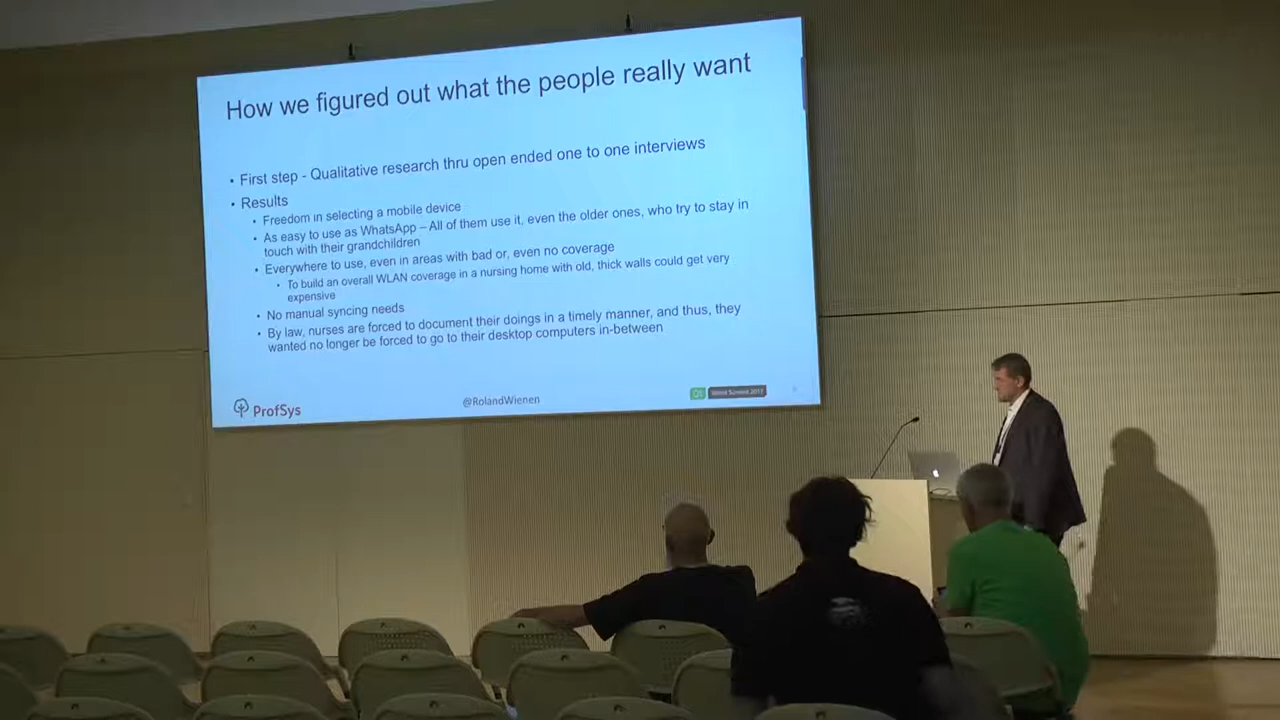 How we figured out what the people really want
• First step - Qualitative research thru open ended one to one interviews
• Results
• Freedom in selecting a mobile device
• As easy to use as WhatsApp – All of them use it, even the older ones, who try to stay in
touch with their grandchildren
• Everywhere to use, even in areas with bad or, even no coverage
• To build an overall WLAN coverage in a nursing home with old, thick walls could get very
expensive
• No manual syncing needs
• By law, nurses are forced to document their doings in a timely manner, and thus, they
wanted no longer be forced to go to their desktop computers in-between
ProfSys
@RolandWienen
Qt World Summit 2017